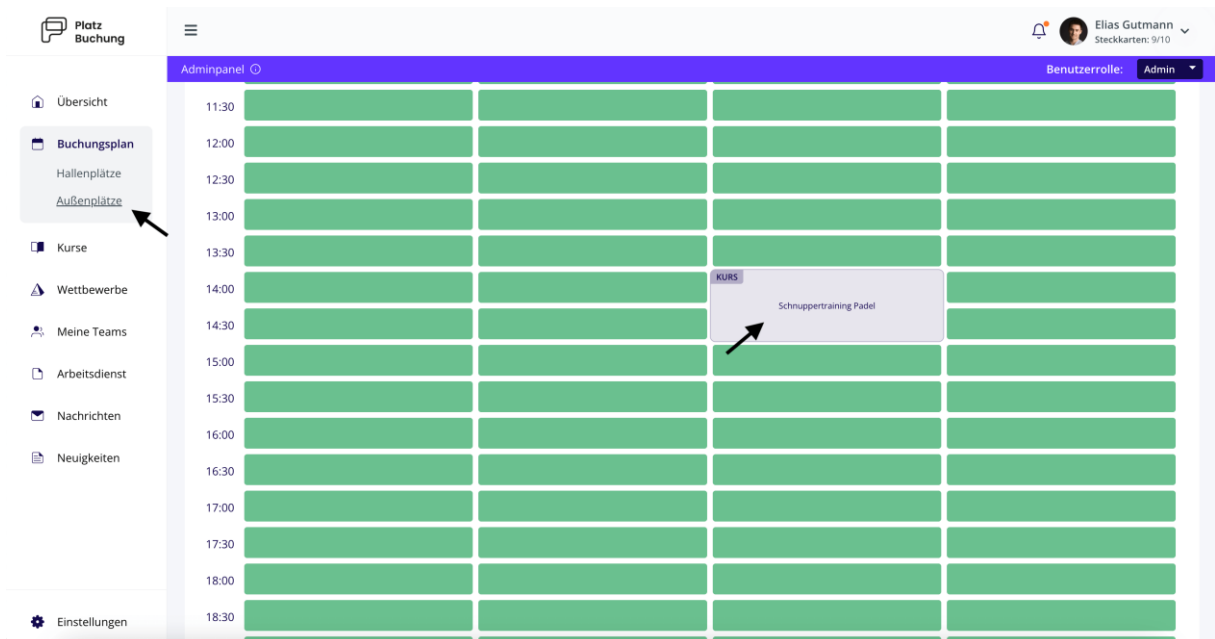 Platz
Buchung
Elias Gutmann
Steckkarten: 9/10
Adminpanel
Benutzerrolle: Admin
Übersicht
Buchungsplan
Hallenplätze
Außenplätze
Kurse
Wettbewerbe
Meine Teams
Arbeitsdienst
Nachrichten
Neuigkeiten
Einstellungen
11:30
12:00
12:30
13:00
13:30
14:00
KURS
Schnuppertraining Padel
14:30
15:00
15:30
16:00
16:30
17:00
17:30
18:00
18:30